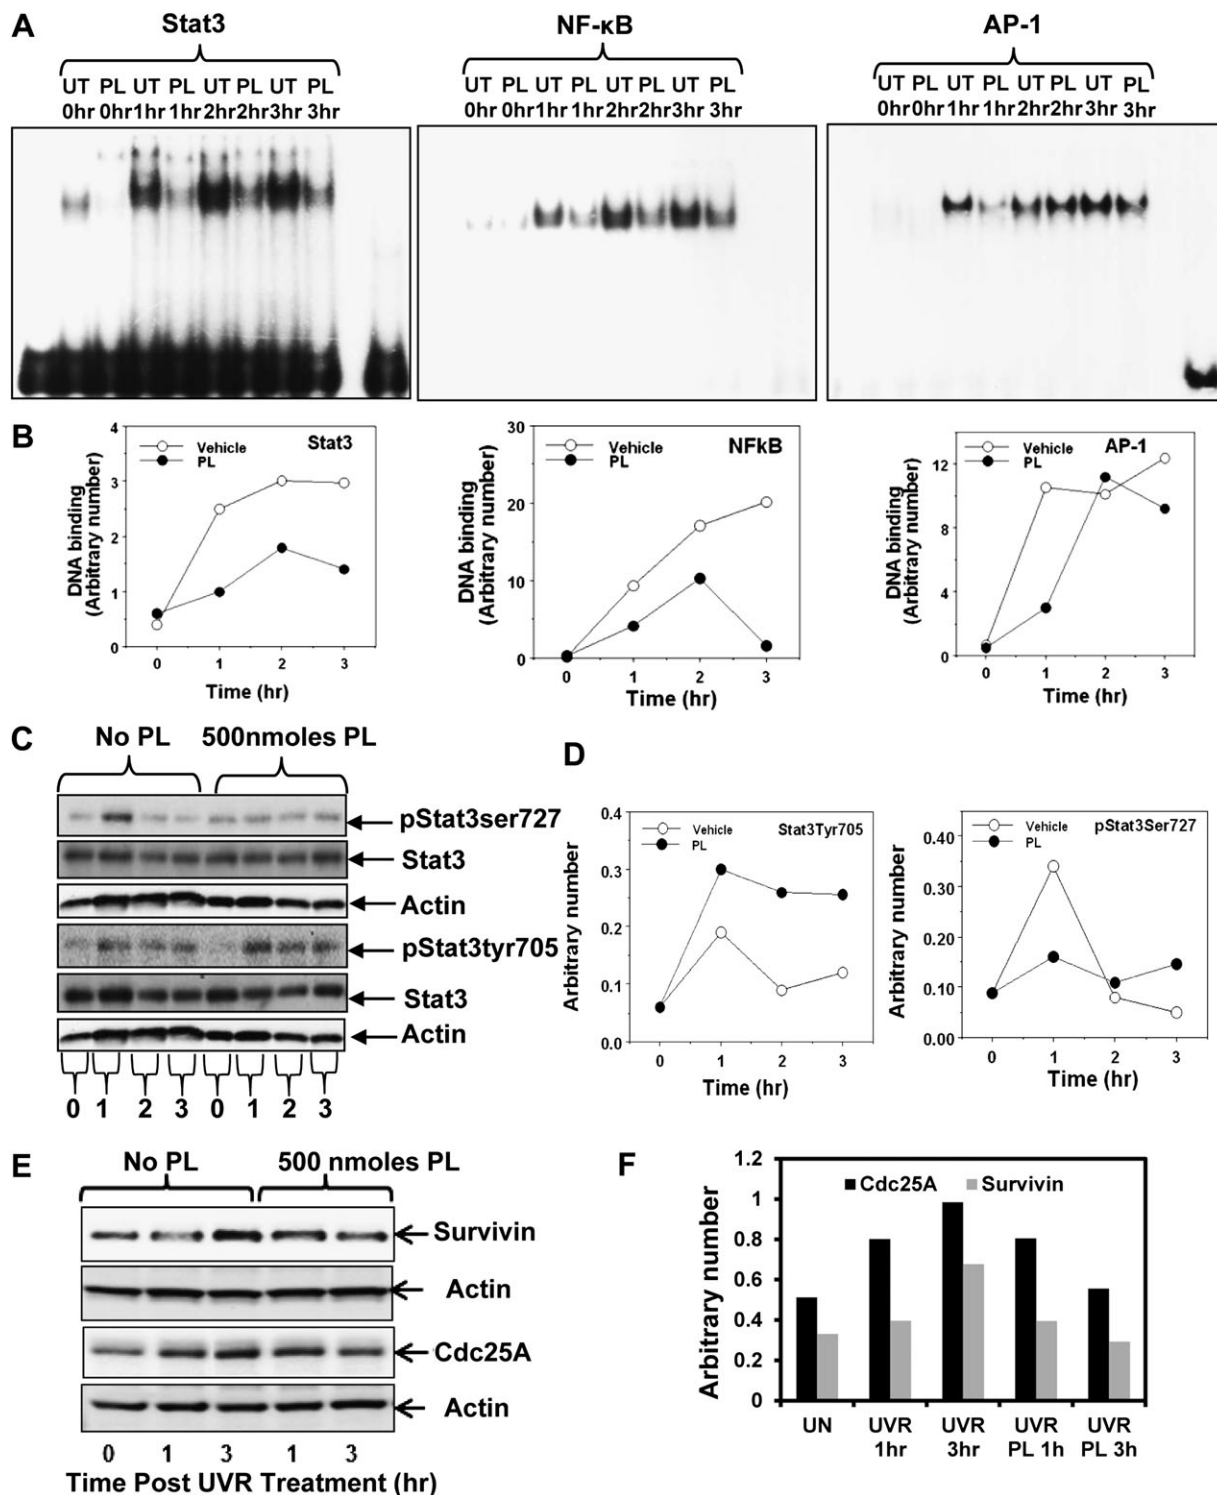 A
Stat3
NF-κB
AP-1
UT PL UT PL UT PL UT PL
0hr 0hr 1hr 1hr 2hr 2hr 3hr 3hr
UT PL UT PL UT PL UT PL
0hr 0hr 1hr 1hr 2hr 2hr 3hr 3hr
UT PL UT PL UT PL UT PL
0hr 0hr 1hr 1hr 2hr 2hr 3hr 3hr
B
DNA binding
(Arbitrary number)
4
3
2
1
0
Vehicle
PL
Stat3
0 1 2 3
Time (hr)
DNA binding
(Arbitrary number)
30
20
10
0
Vehicle
PL
NFkB
0 1 2 3
Time (hr)
DNA binding
(Arbitrary number)
12
8
4
0
Vehicle
PL
AP-1
0 1 2 3
Time (hr)
C
No PL
500nmoles PL
pStat3ser727
Stat3
Actin
pStat3tyr705
Stat3
Actin
0 1 2 3 0 1 2 3
D
Arbitrary number
0.4
0.3
0.2
0.1
0.0
Vehicle
PL
Stat3Tyr705
0 1 2 3
Time (hr)
Arbitrary number
0.40
0.30
0.20
0.10
0.00
Vehicle
PL
pStat3Ser727
0 1 2 3
Time (hr)
E
No PL
500 nmoles PL
Survivin
Actin
Cdc25A
Actin
0 1 3 1 3
Time Post UVR Treatment (hr)
F
Arbitrary number
1.2
1
0.8
0.6
0.4
0.2
0
Cdc25A
Survivin
UN UVR UVR UVR UVR
1hr 3hr PL 1h PL 3h